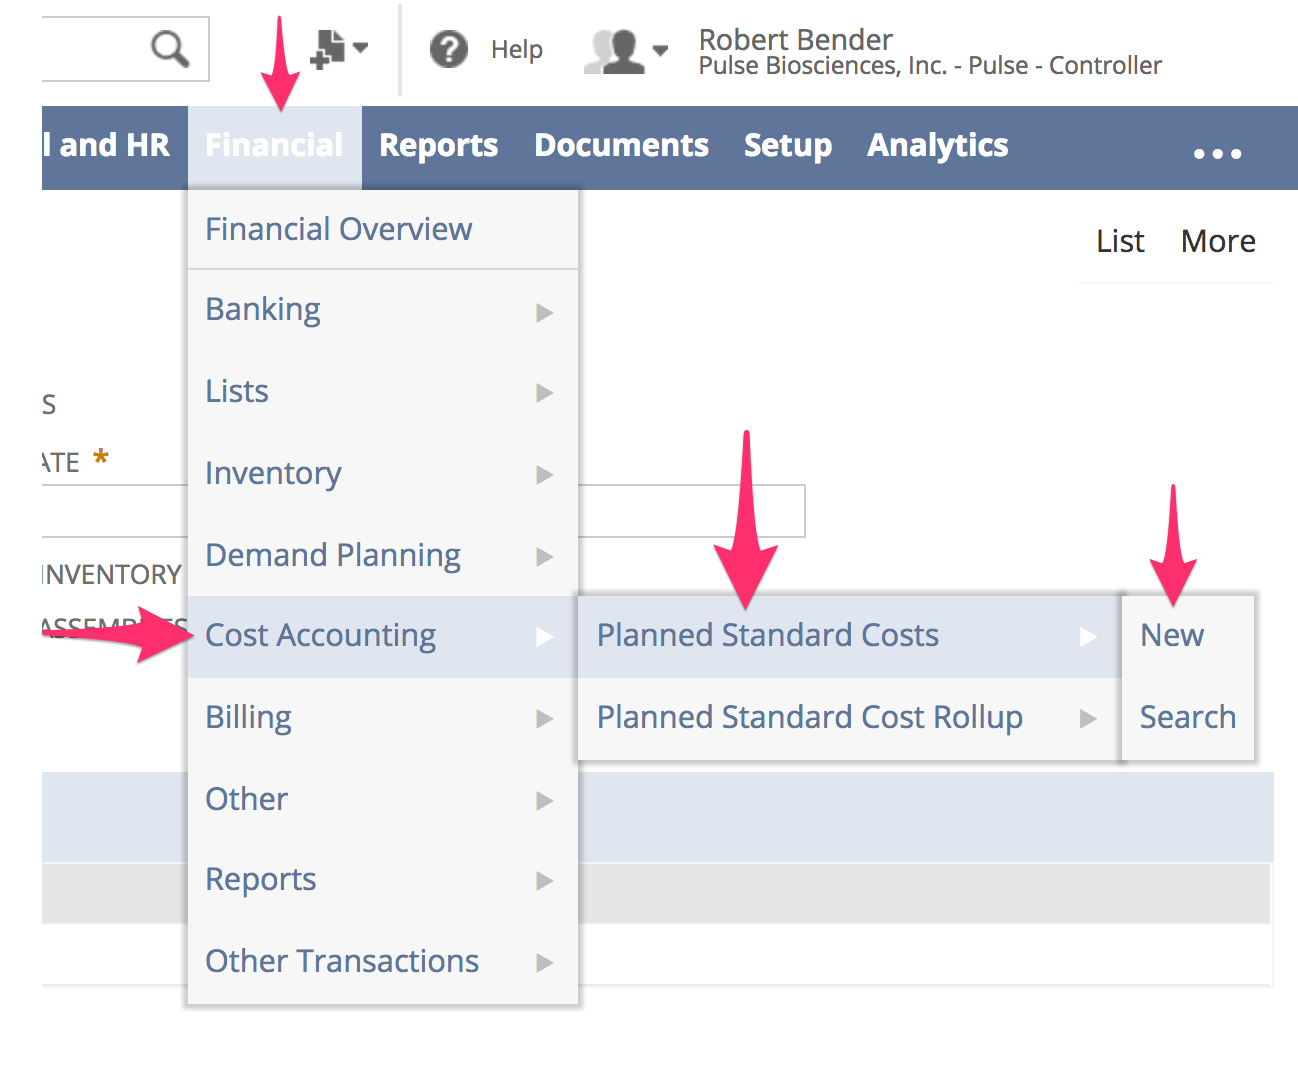 Help
Robert Bender
Pulse Biosciences, Inc. - Pulse - Controller
l and HR Financial Reports Documents Setup Analytics
Financial Overview
List More
Banking
Lists
S
ATE *
Inventory
Demand Planning
INVENTORY
Cost Accounting
Planned Standard Costs
New
Billing
Planned Standard Cost Rollup
Search
Other
Reports
Other Transactions